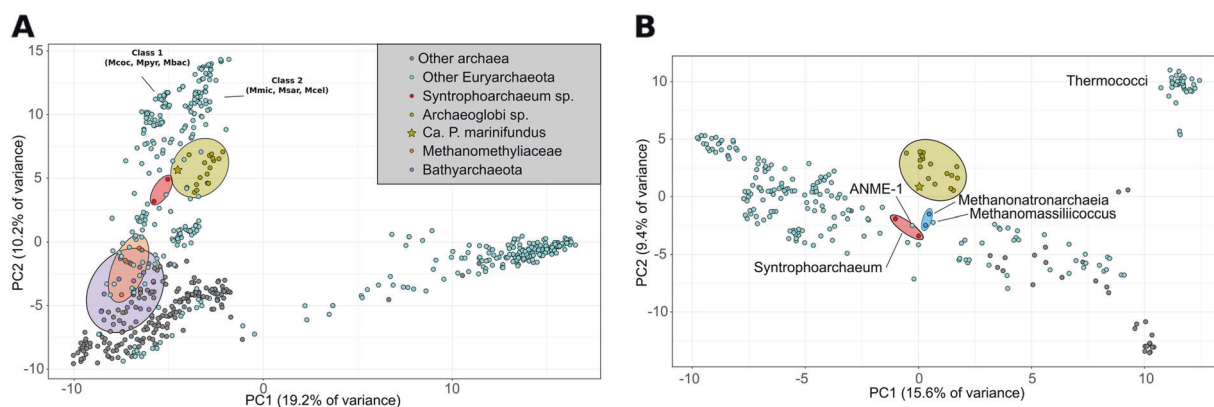 A
Class 1
(Mcoc, Mpyr, Mbac)
Class 2
(Mmic, Msar, Mcel)
Other archaea
Other Euryarchaeota
Syntrophoarchaeum sp.
Archaeoglobi sp.
Ca. P. marinifundus
Methanomethyliaceae
Bathyarchaeota
15
10
5
0
-5
-10
PC2 (10.2% of variance)
-10
-5
0
10
PC1 (19.2% of variance)
B
Thermococci
ANME-1
Methanonatronarchaeia
Methanomassiliicoccus
Syntrophoarchaeum
10
5
0
-5
-10
PC2 (9.4% of variance)
-10
-5
0
5
10
PC1 (15.6% of variance)